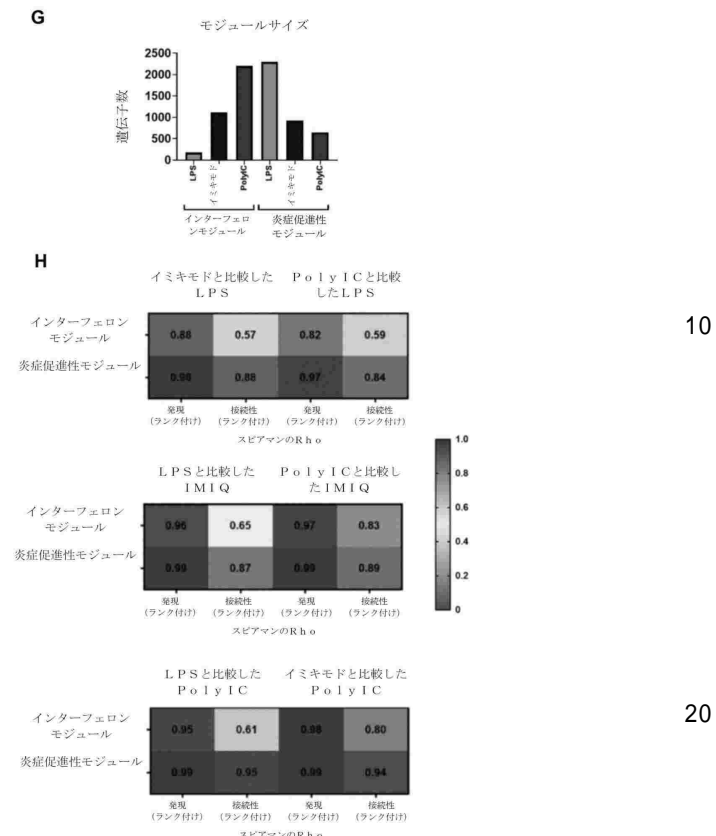 G
モジュールサイズ
2500
2000
1500
1000
500
0
遺伝子数
LPS
イミキモド
PolyIC
LPS
イミキモド
PolyIC
インターフェロ
ンモジュール
炎症促進性
モジュール
H
イミキモドと比較した
LPS
PolyICと比較
したLPS
インターフェロン
モジュール
0.88 0.57 0.82 0.59
10
炎症促進性モジュール
0.98 0.88 0.97 0.84
発現
(ランク付け)
接続性
(ランク付け)
発現
(ランク付け)
接続性
(ランク付け)
スピアマンのRho
1.0
0.8
0.6
0.4
0.2
0
LPSと比較した
IMIQ
PolyICと比較し
たIMIQ
インターフェロン
モジュール
0.96 0.65 0.97 0.83
炎症促進性モジュール
0.99 0.87 0.99 0.89
発現
(ランク付け)
接続性
(ランク付け)
発現
(ランク付け)
接続性
(ランク付け)
スピアマンのRho
LPSと比較した
PolyIC
イミキモドと比較した
PolyIC
インターフェロン
モジュール
0.95 0.61 0.98 0.80
20
炎症促進性モジュール
0.99 0.95 0.99 0.94
発現
(ランク付け)
接続性
(ランク付け)
発現
(ランク付け)
接続性
(ランク付け)
スピアマンのRho